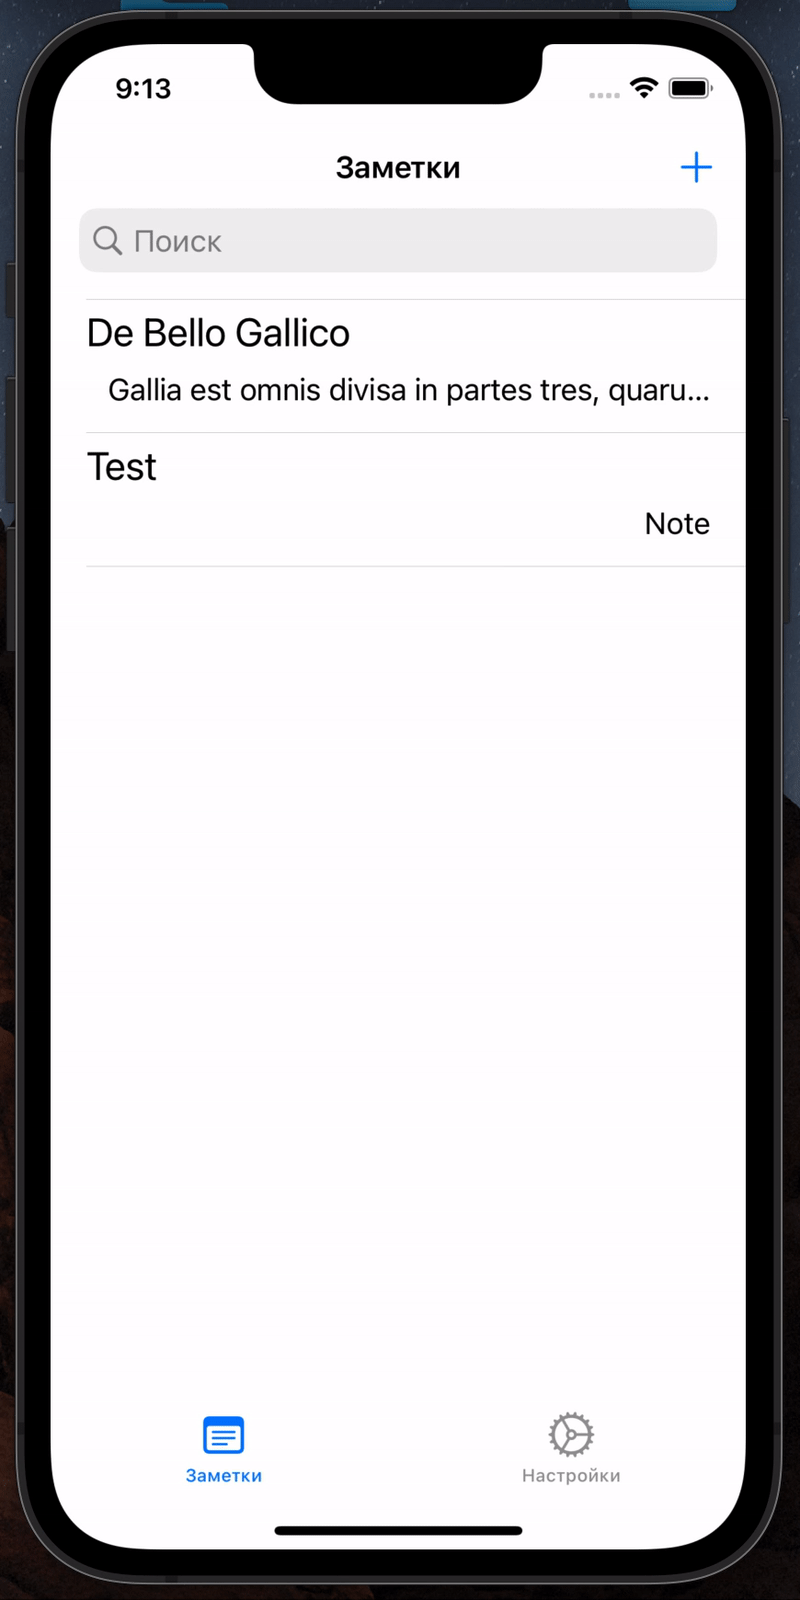 9:13
Заметки
Поиск
De Bello Gallico
Gallia est omnis divisa in partes tres, quaru...
Test
Note
Заметки
Настройки